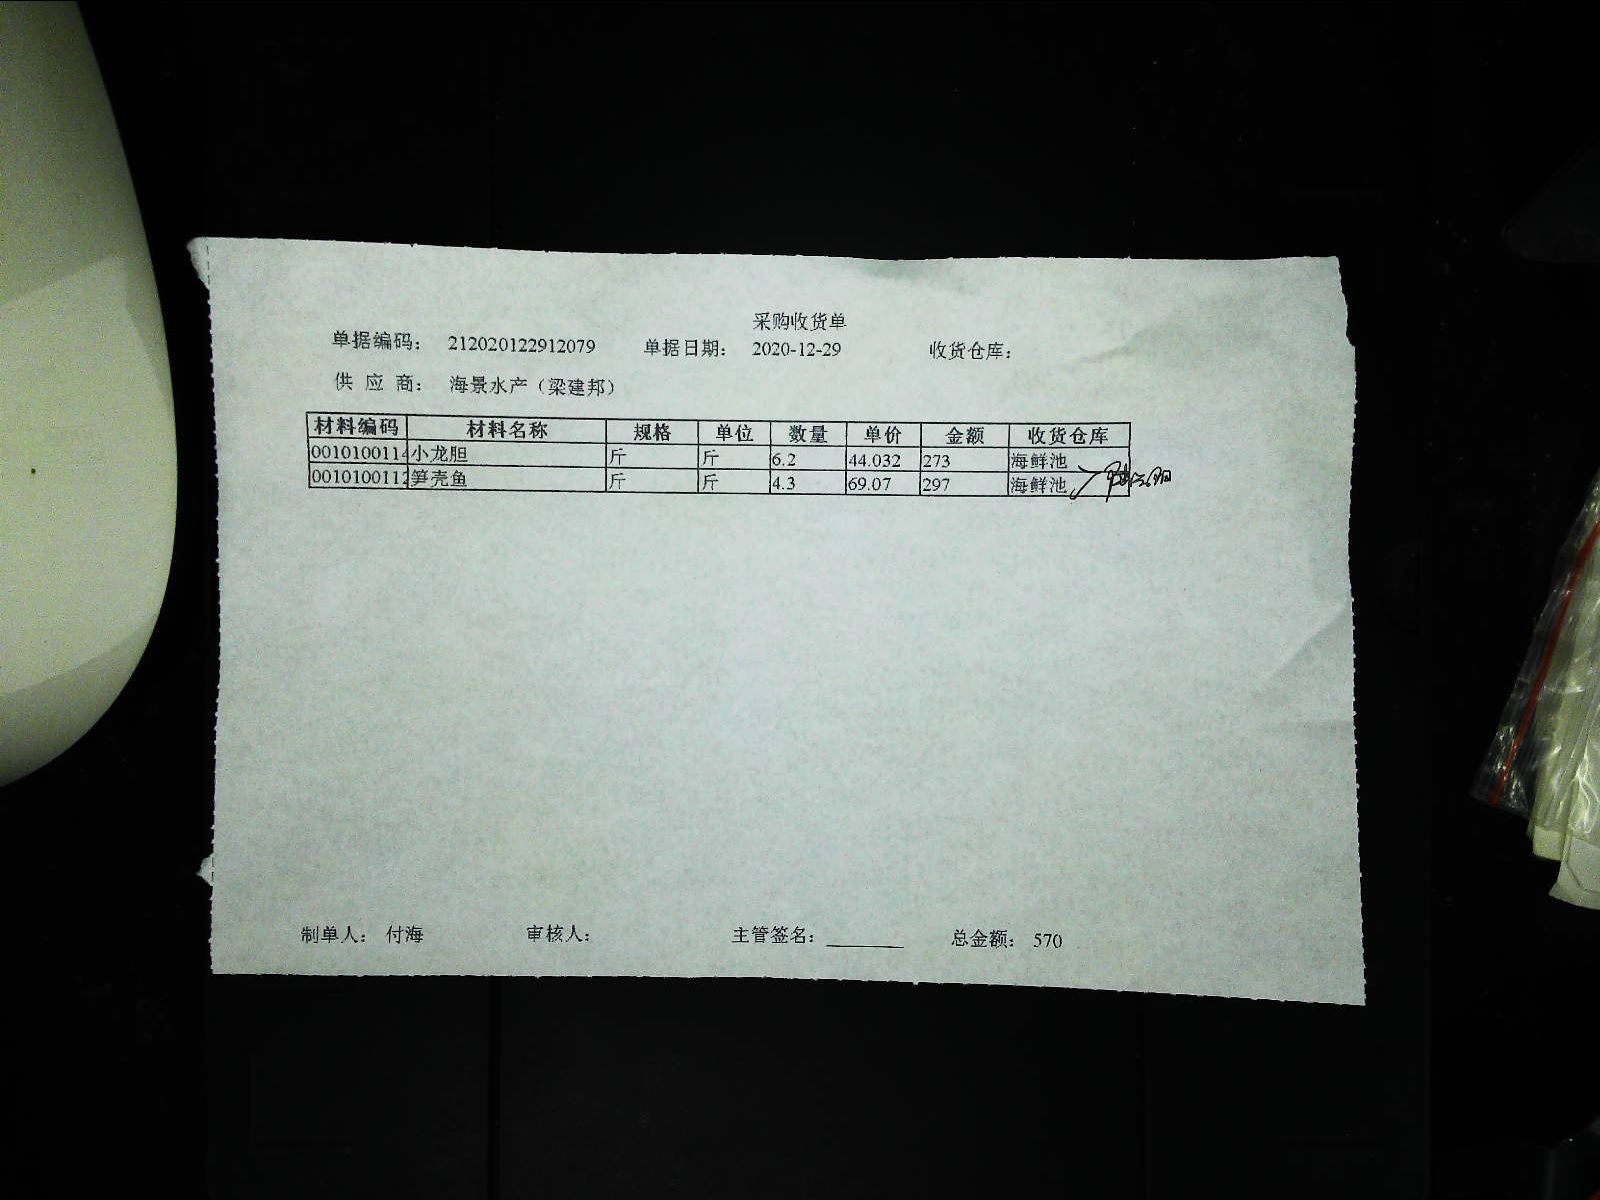 采购收货单
单据编码： 212020122912079 单据日期： 2020-12-29 收货仓库：
供 应 商： 海景水产（梁建邦）
材料编码 材料名称 规格 单位 数量 单价 金额 收货仓库
0010100114 小龙胆 斤 斤 6.2 44.032 273 海鲜池
0010100112 笋壳鱼 斤 斤 4.3 69.07 297 海鲜池
制单人： 付海 审核人： 主管签名： ________ 总金额： 570